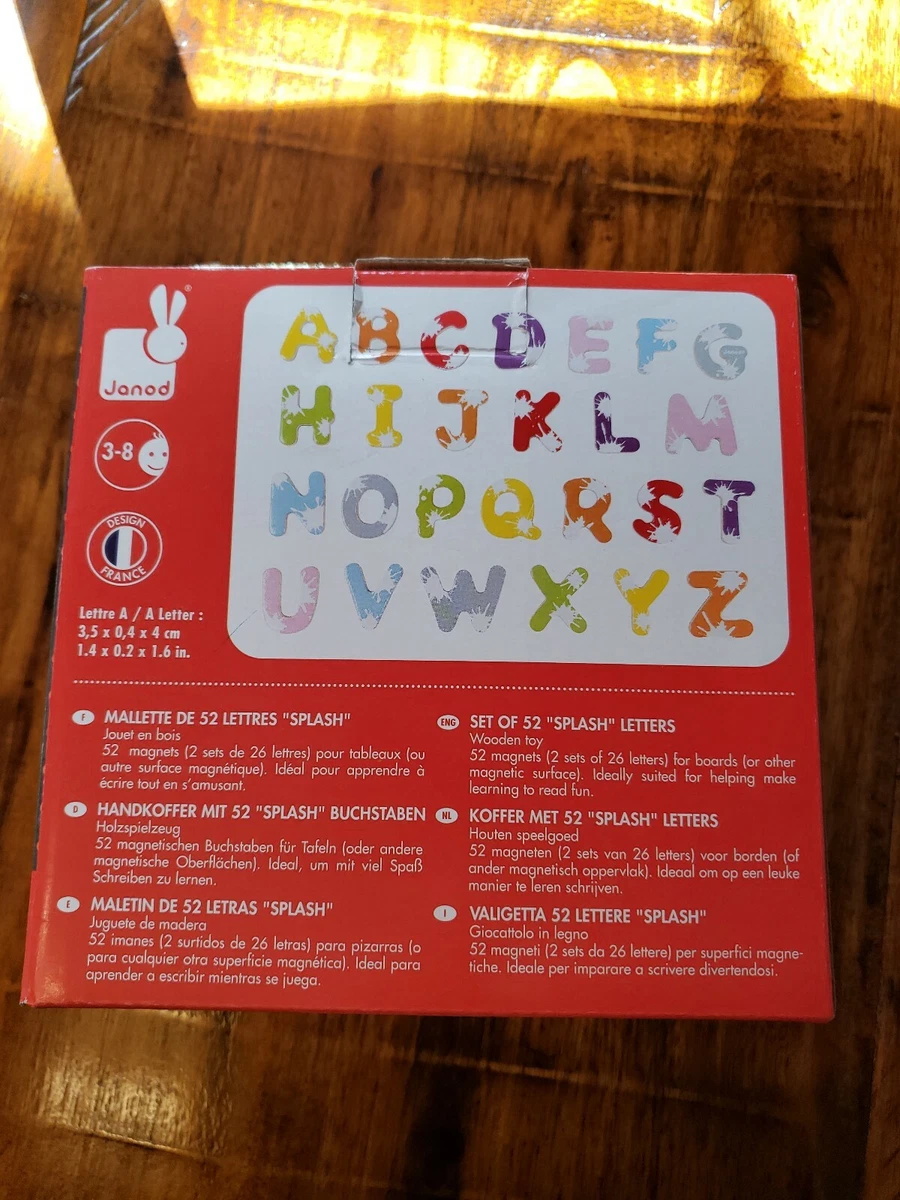 Janod
®
3-8
DESIGN
FRANCE
Lettre A / A Letter :
3,5 x 0,4 x 4 cm
1.4 x 0.2 x 1.6 in.
A B C D E F G
H I J K L M
N O P Q R S T
U V W X Y Z
F MALLETTE DE 52 LETTRES "SPLASH"
Jouet en bois
52 magnets (2 sets de 26 lettres) pour tableaux (ou
autre surface magnétique). Idéal pour apprendre à
écrire tout en s'amusant.
D HANDKOFFER MIT 52 "SPLASH" BUCHSTABEN
Holzspielzeug
52 magnetischen Buchstaben für Tafeln (oder andere
magnetische Oberflächen). Ideal, um mit viel Spaß
Schreiben zu lernen.
E MALETIN DE 52 LETRAS "SPLASH"
Juguete de madera
52 imanes (2 surtidos de 26 letras) para pizarras (o
para cualquier otra superficie magnética). Ideal para
aprender a escribir mientras se juega.
ENG SET OF 52 "SPLASH" LETTERS
Wooden toy
52 magnets (2 sets of 26 letters) for boards (or other
magnetic surface). Ideally suited for helping make
learning to read fun.
NL KOFFER MET 52 "SPLASH" LETTERS
Houten speelgoed
52 magneten (2 sets van 26 letters) voor borden (of
ander magnetisch oppervlak). Ideaal om op een leuke
manier te leren schrijven.
I VALIGETTA 52 LETTERE "SPLASH"
Giocattolo in legno
52 magneti (2 sets da 26 lettere) per superfici magne-
tiche. Ideale per imparare a scrivere divertendosi.